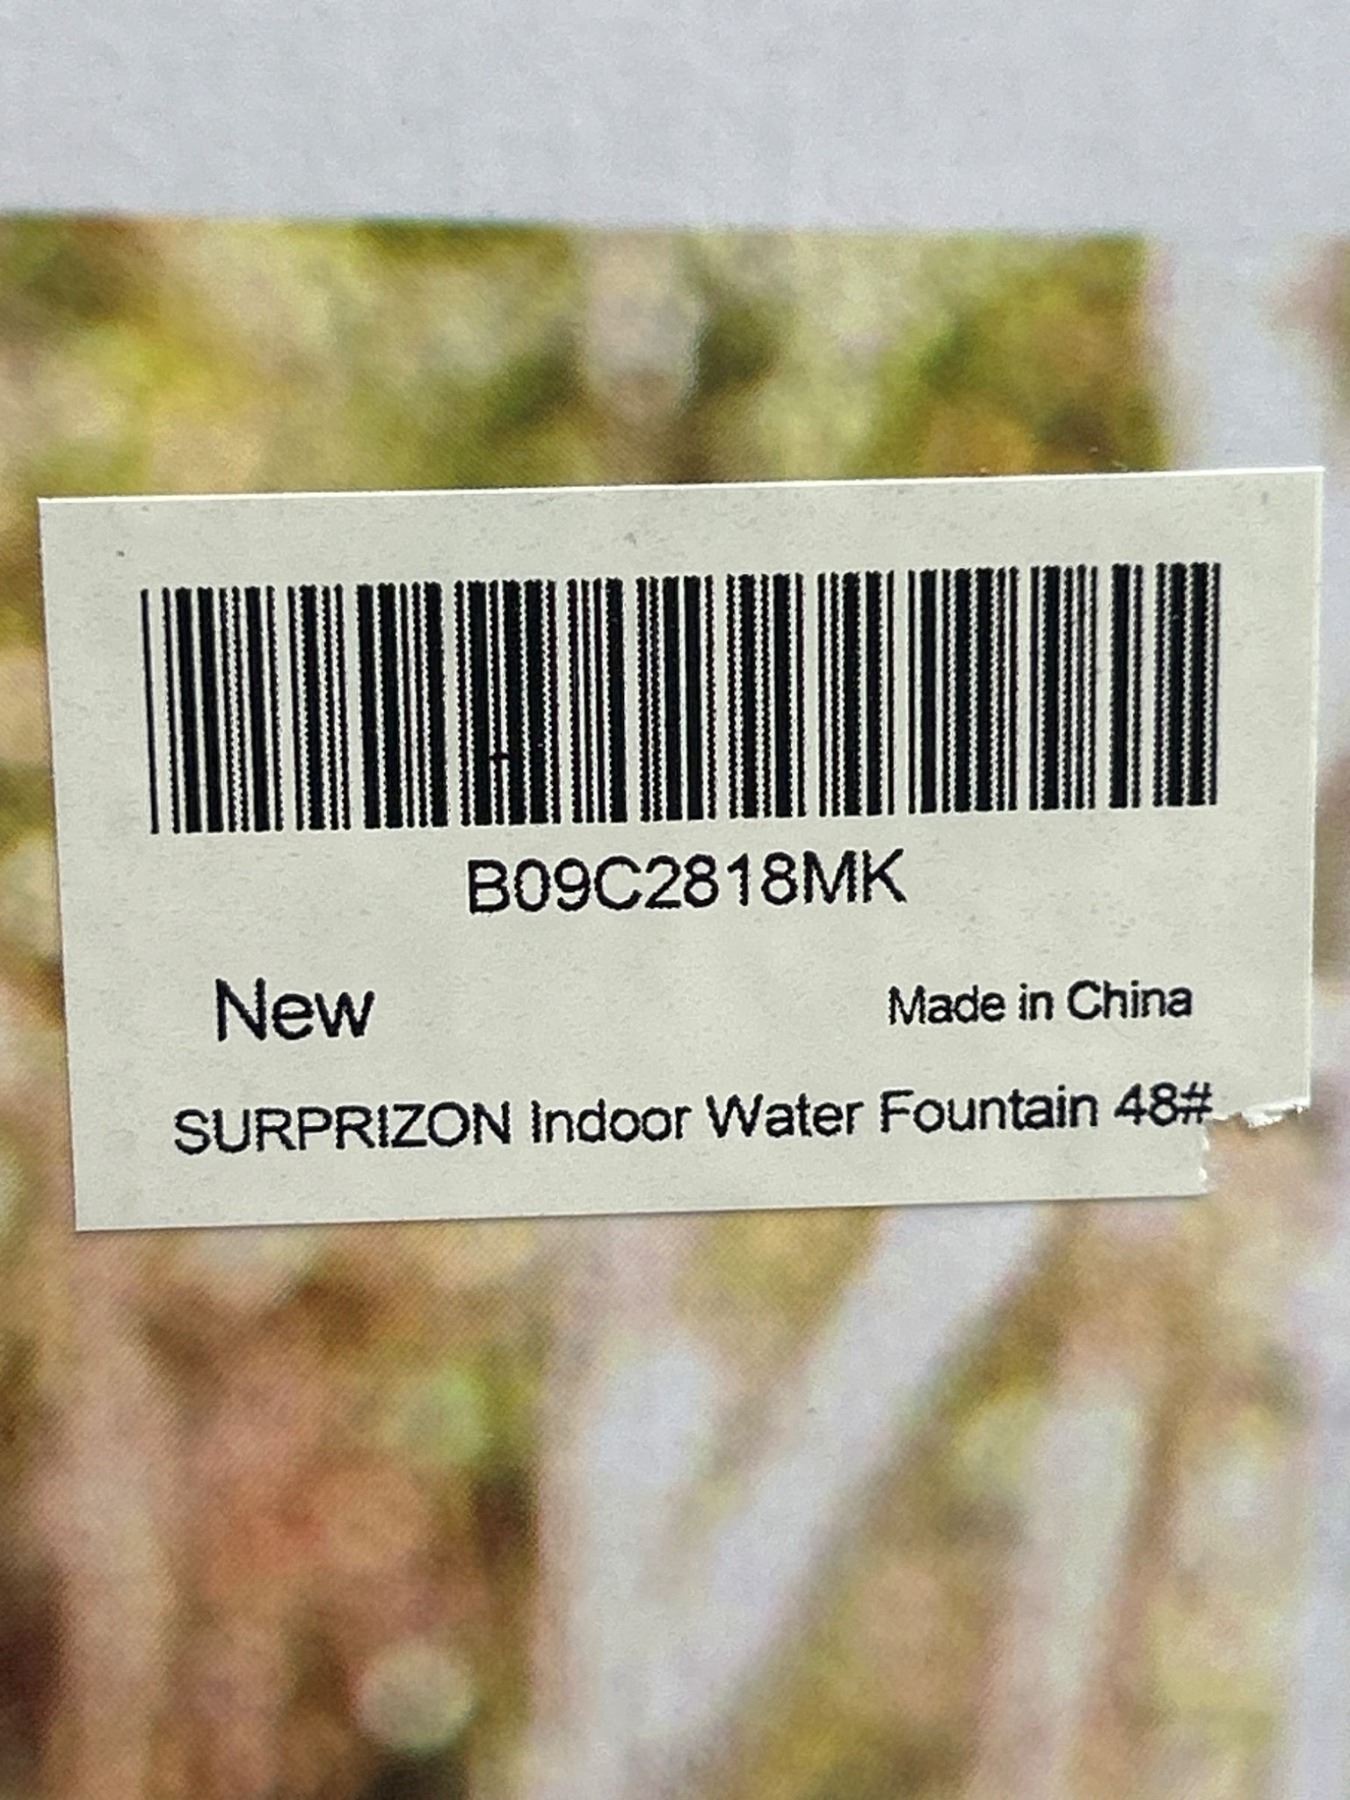 B09C2818MK
New
Made in China
SURPRIZON Indoor Water Fountain 48#